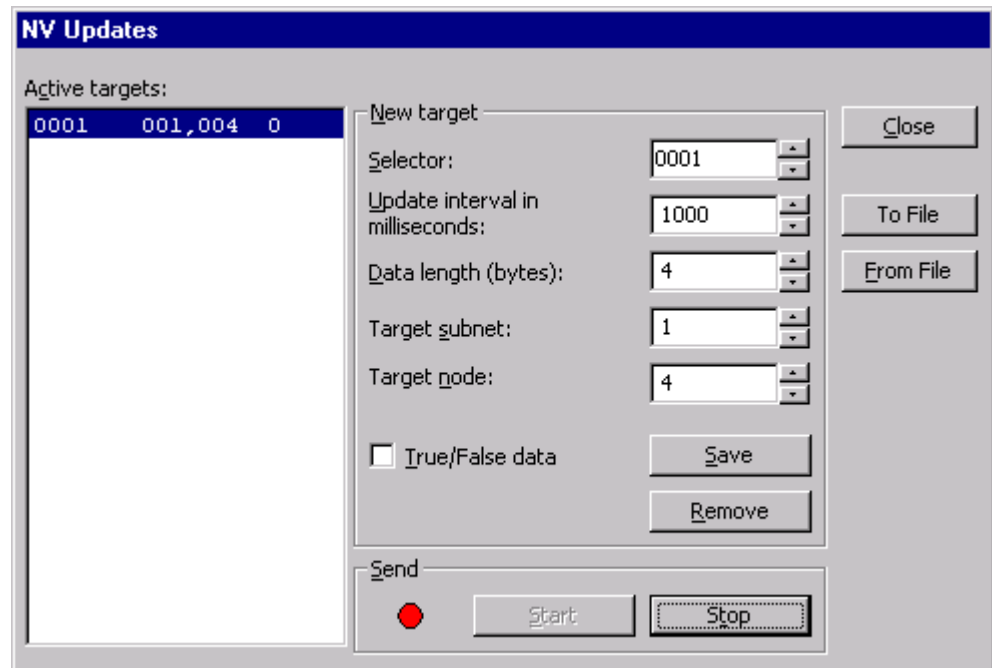 NV Updates
Active targets:
0001 001,004 0
New target
Selector:
0001
Update interval in
milliseconds:
1000
Data length (bytes):
4
Target subnet:
1
Target node:
4
True/False data
Save
Remove
Send
Start
Stop
Close
To File
From File